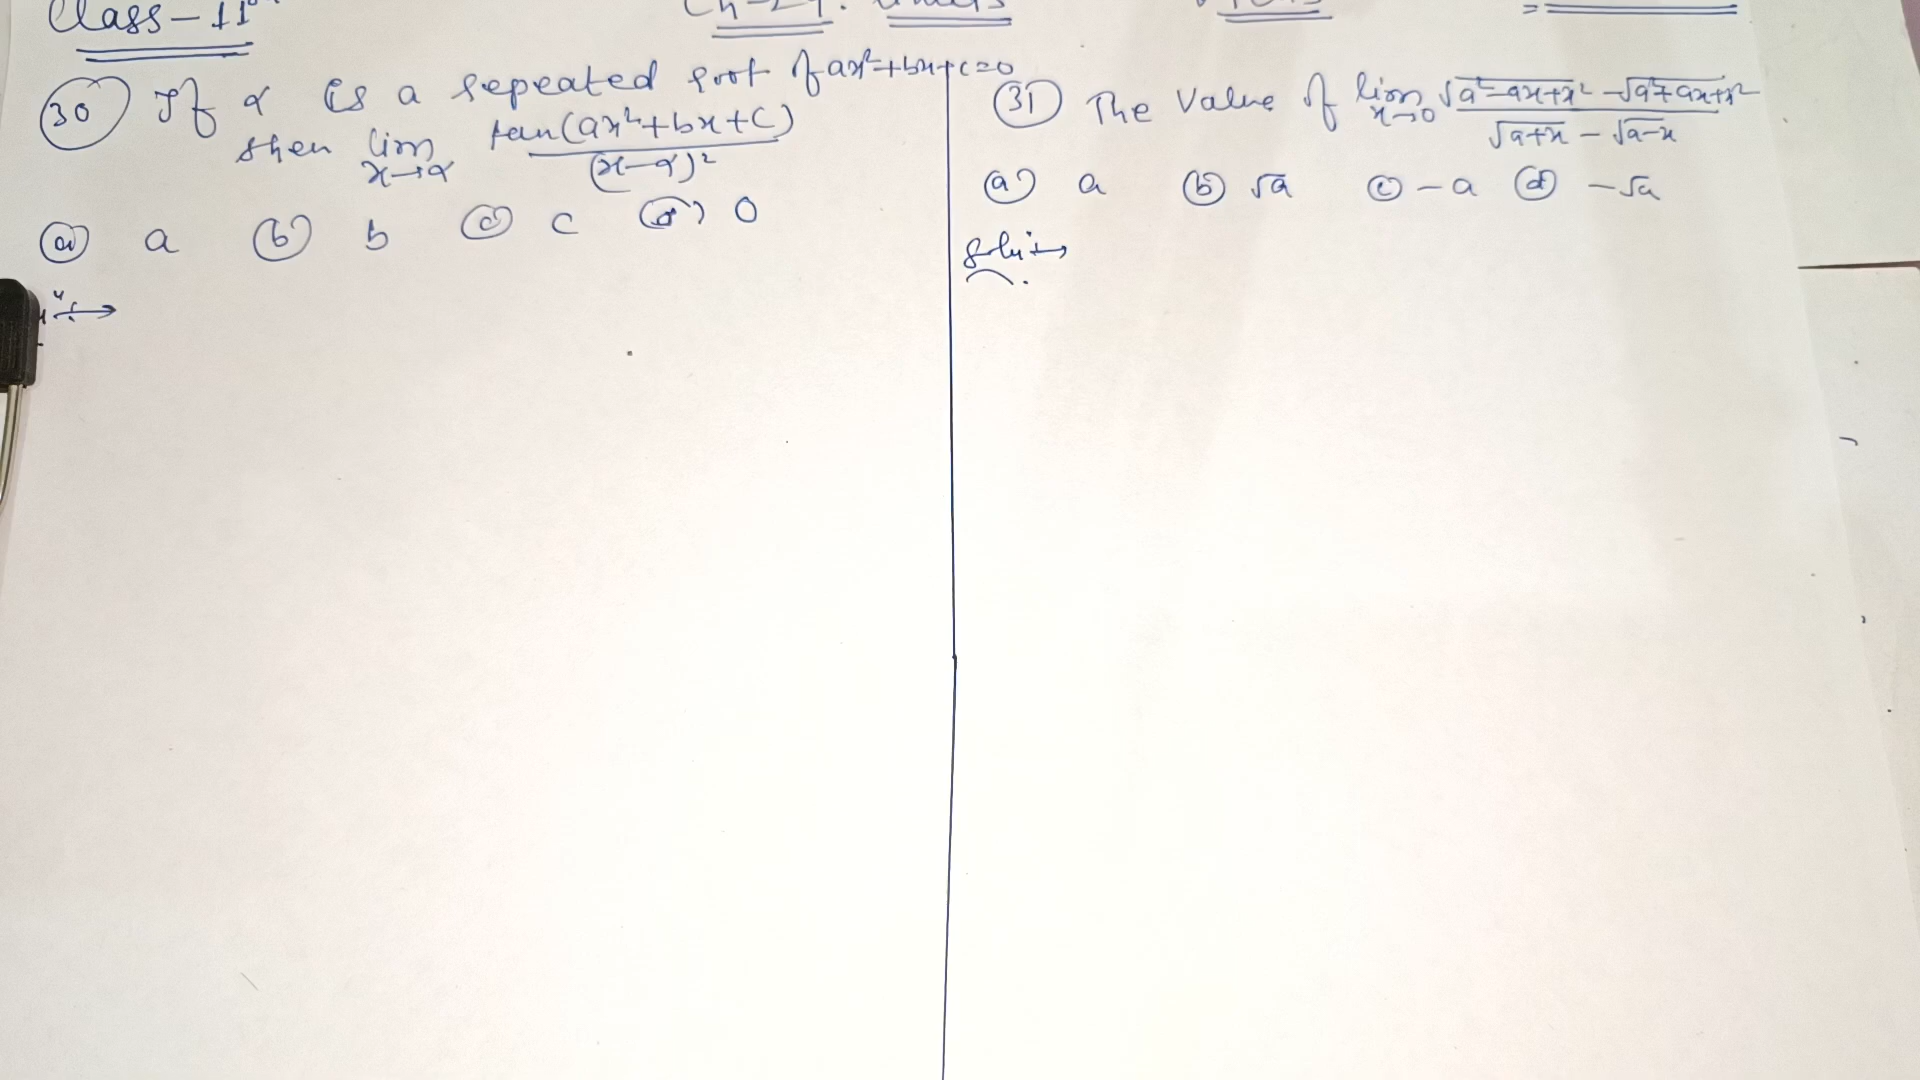 Class-11
(30) If α is a repeated root of ax²+bx+c=0
then lim x→α tan(ax²+bx+c) / (x-α)²
(a) a (b) b (c) c (d) 0
(31) The Value of lim x→0 √a²-ax+x² - √a²+ax+x² / √a+x - √a-x
(a) a (b) √a (c) -a (d) -√a
Soln:→